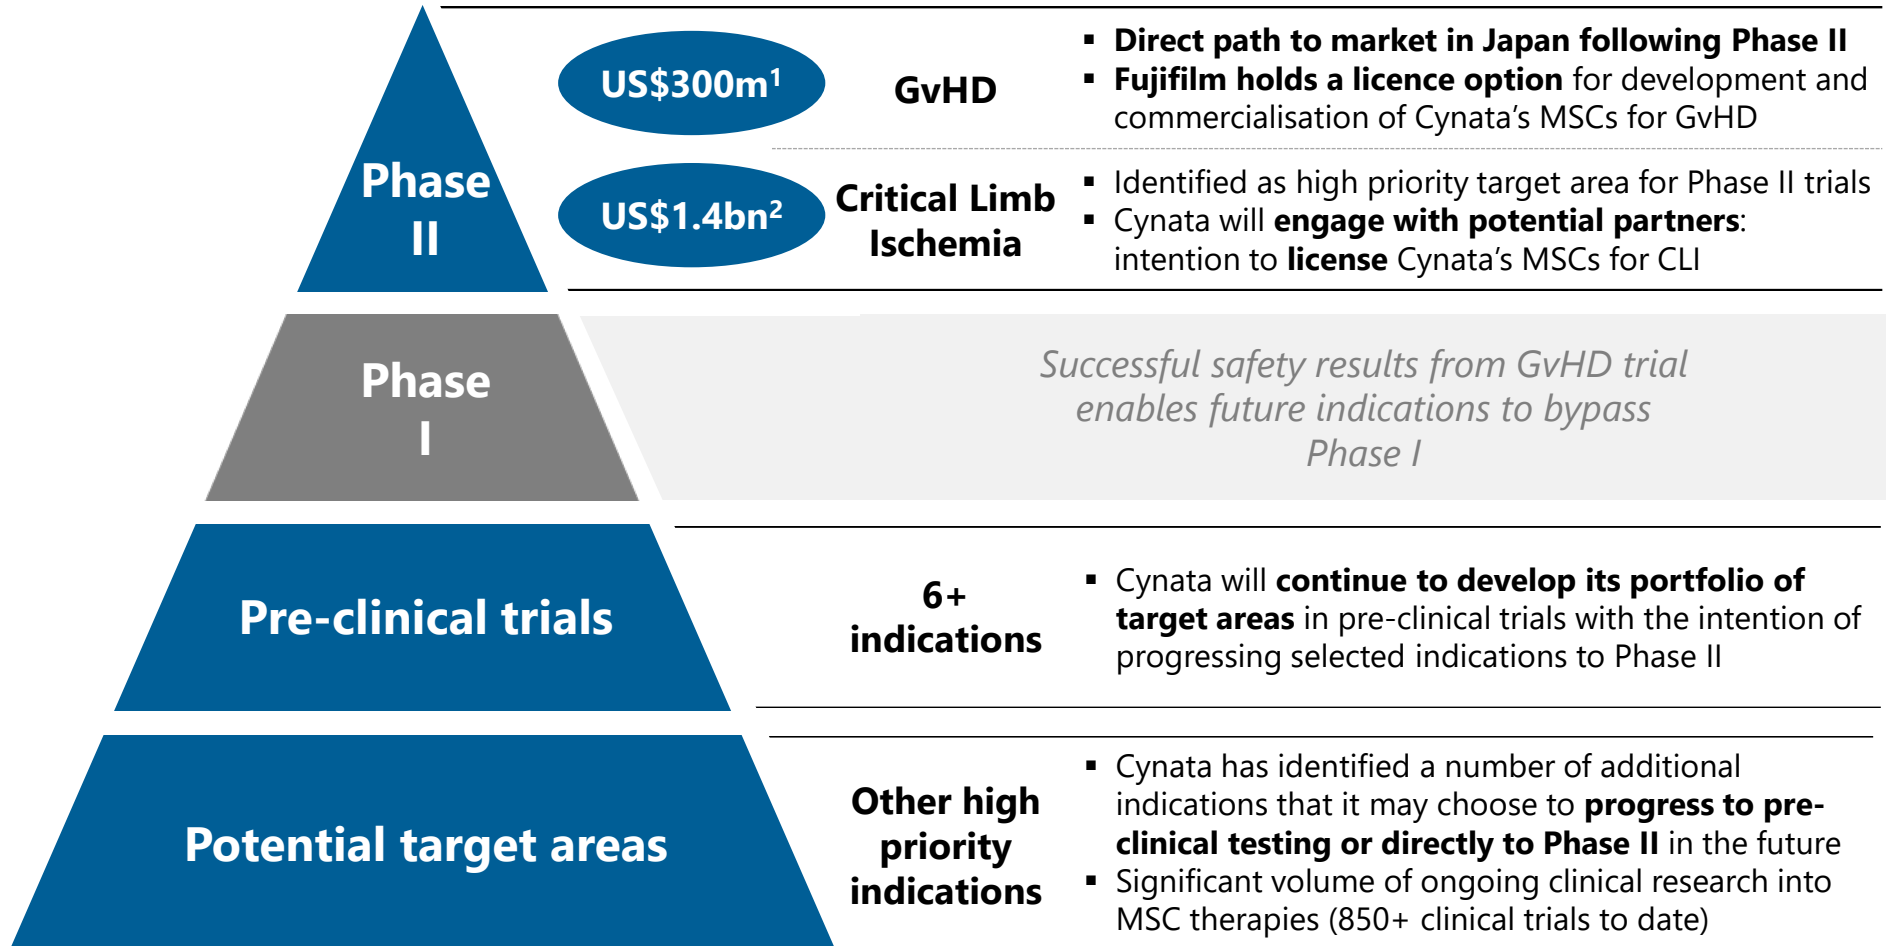 Phase
II
US$300m1
GvHD
▪ Direct path to market in Japan following Phase II
▪ Fujifilm holds a licence option for development and
commercialisation of Cynata’s MSCs for GvHD
US$1.4bn2
Critical Limb
Ischemia
▪ Identified as high priority target area for Phase II trials
▪ Cynata will engage with potential partners:
intention to license Cynata’s MSCs for CLI
Phase
I
Successful safety results from GvHD trial
enables future indications to bypass
Phase I
Pre-clinical trials
6+
indications
▪ Cynata will continue to develop its portfolio of
target areas in pre-clinical trials with the intention of
progressing selected indications to Phase II
Potential target areas
Other high
priority
indications
▪ Cynata has identified a number of additional
indications that it may choose to progress to pre-
clinical testing or directly to Phase II in the future
▪ Significant volume of ongoing clinical research into
MSC therapies (850+ clinical trials to date)